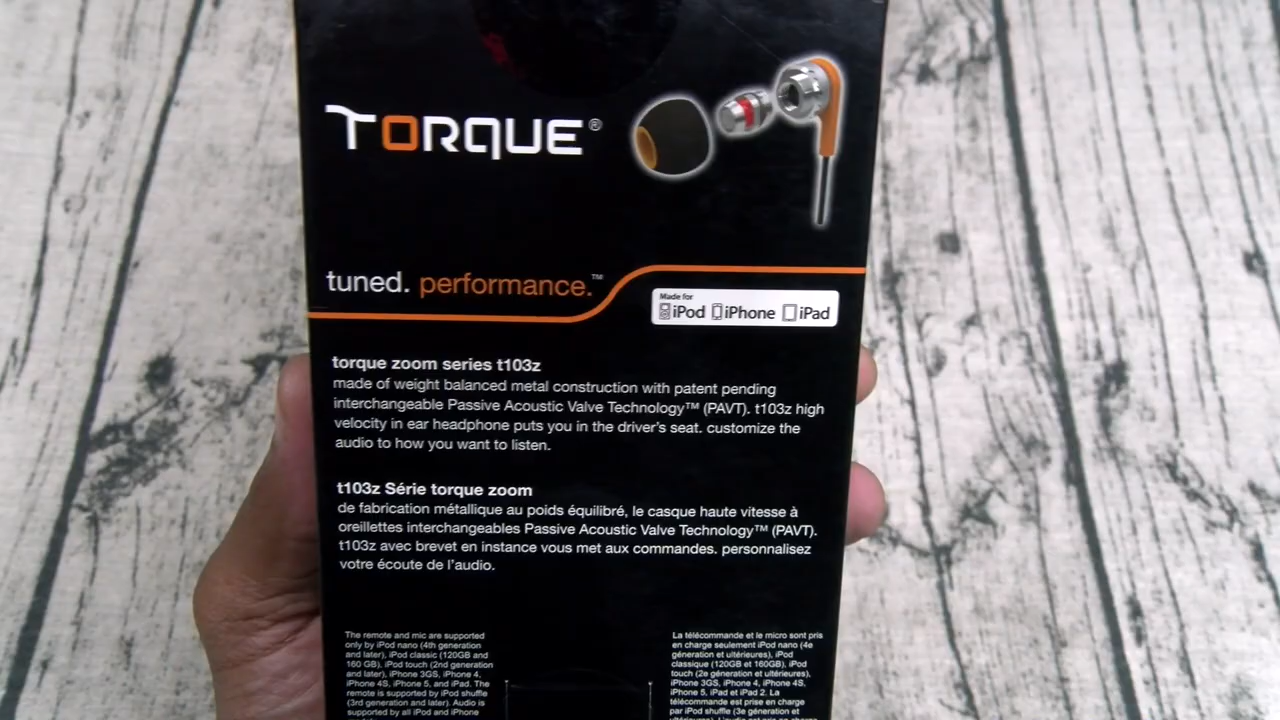 TORQUE®
tuned. performance.™
Made for
iPod iPhone iPad
torque zoom series t103z
made of weight balanced metal construction with patent pending
interchangeable Passive Acoustic Valve Technology™ (PAVT). t103z high
velocity in ear headphone puts you in the driver's seat. customize the
audio to how you want to listen.
t103z Série torque zoom
de fabrication métallique au poids équilibré, le casque haute vitesse à
oreillettes interchangeables Passive Acoustic Valve Technology™ (PAVT).
t103z avec brevet en instance vous met aux commandes. personnalisez
votre écoute de l'audio.
The remote and mic are supported
only by iPod nano (4th generation
and later), iPod classic (120GB and
160 GB), iPod touch (2nd generation
and later), iPhone 3GS, iPhone 4,
iPhone 4S, iPhone 5, and iPad. The
remote is supported by iPod shuffle
(3rd generation and later). Audio is
supported by all iPod and iPhone
La télécommande et le micro sont pris
en charge seulement iPod nano (4e
géneration et ultérieures), iPod
classique (120GB et 160GB), iPod
touch (2e géneration et ultérieures),
iPhone 3GS, iPhone 4, iPhone 4S,
iPhone 5, iPad et iPad 2. La
télécommande est prise en charge
par iPod shuffle (3e géneration et